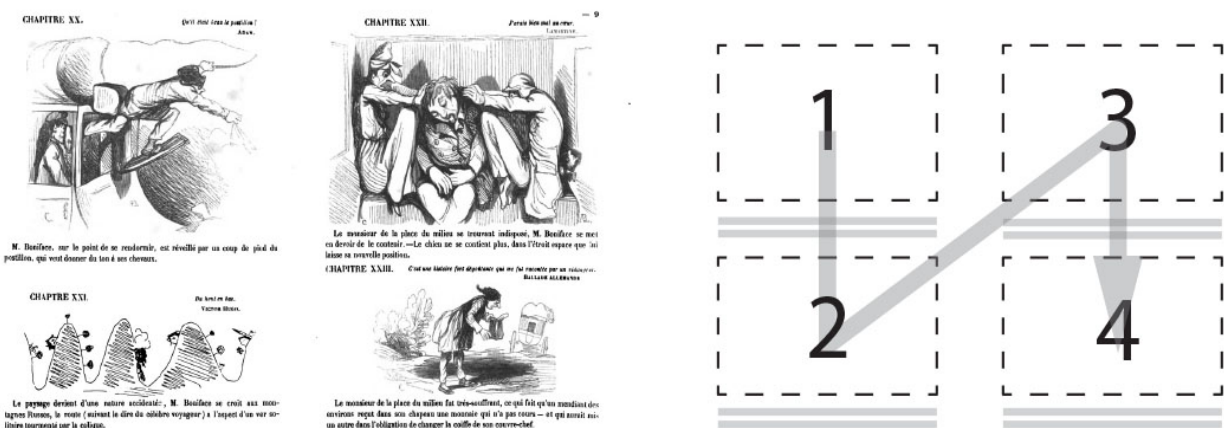 CHAPITRE XX.
Qu'il était beau le postillon !
ADAM.
M. Boniface, sur le point de se rendormir, est réveillé par un coup de pied du
postillon, qui veut donner du ton à ses chevaux.
CHAPTRE XXI.
Du haut en bas.
VICTOR
Le paysage devient d'une nature accidentée, M. Boniface se croit aux mon-
tagnes Russes, la route (suivant le dire du célèbre voyageur) a l'aspect d'un ver so-
litaire tourmenté par la colique.
— 9
CHAPITRE XXII.
J'avais bien mal au cœur.
Le monsieur de la place du milieu se trouvant indisposé, M. Boniface se met
en devoir de le contenir. — Le chien ne se contient plus, dans l'étroit espace que lui
laisse sa nouvelle position.
CHAPITRE XXIII.
C'est une histoire fort dégoûtante qui me fut racontée par un
BALLADE ALLEMANDE
Le monsieur de la place du milieu fut très-souffrant, ce qui fait qu'un mendiant des
environs reçut dans son chapeau une monnaie qui n'a pas cours — et qui aurait mis
un autre dans l'obligation de changer la coiffe de son couvre-chef.
1
2
3
4